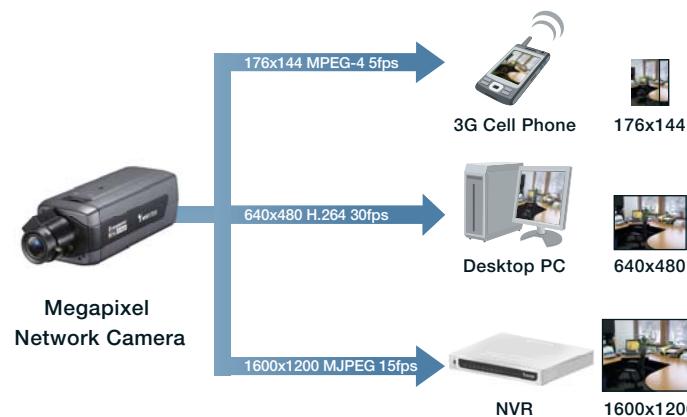 176x144 MPEG-4 5fps
3G Cell Phone
176x144
640x480 H.264 30fps
Desktop PC
640x480
Megapixel
Network Camera
1600x1200 MJPEG 15fps
NVR